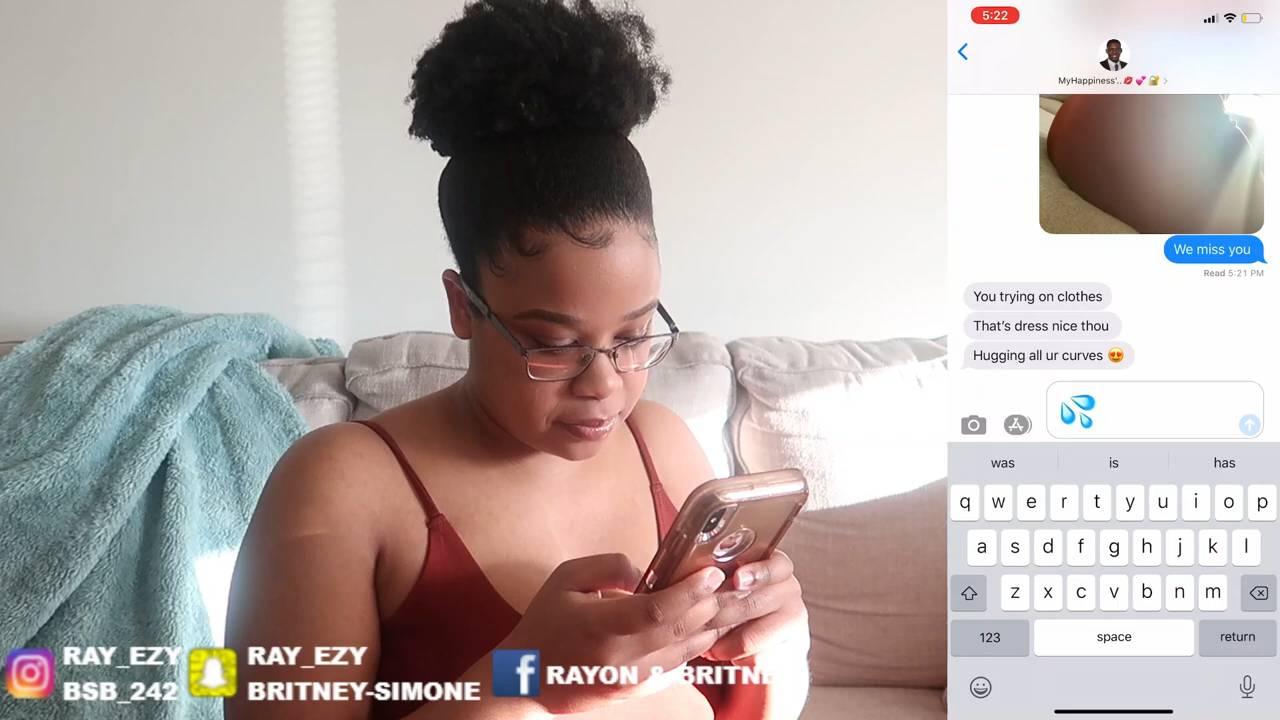 5:22
MyHappiness'.. 💋 💕 🔐 >
We miss you
Read 5:21 PM
You trying on clothes
That's dress nice thou
Hugging all ur curves 😍
💦
was is has
q w e r t y u i o p
a s d f g h j k l
z x c v b n m
123 space return
RAY_EZY
BSB_242
RAY_EZY
BRITNEY-SIMONE
RAYON & BRITNE